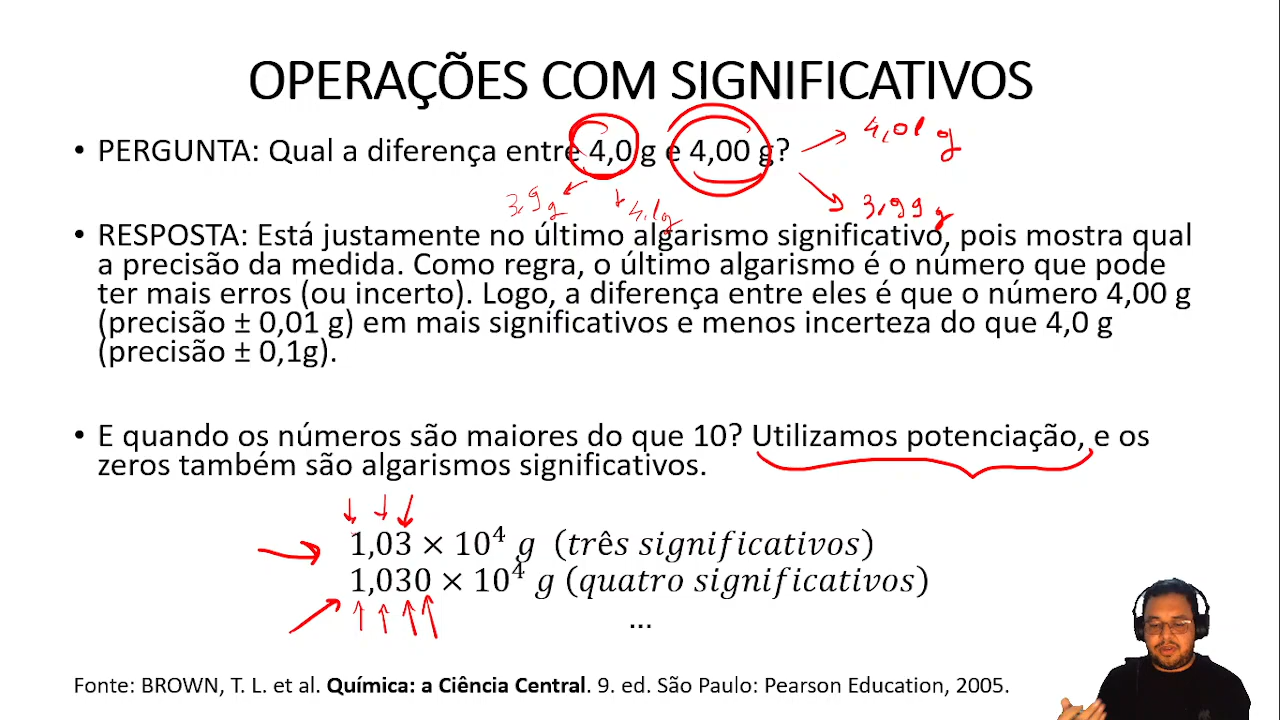 OPERAÇÕES COM SIGNIFICATIVOS
• PERGUNTA: Qual a diferença entre 4,0 g e 4,00 g?
4,01 g
3,9 g
4,1g
3,99 g
• RESPOSTA: Está justamente no último algarismo significativo, pois mostra qual
a precisão da medida. Como regra, o último algarismo é o número que pode
ter mais erros (ou incerto). Logo, a diferença entre eles é que o número 4,00 g
(precisão ± 0,01 g) em mais significativos e menos incerteza do que 4,0 g
(precisão ± 0,1g).
• E quando os números são maiores do que 10? Utilizamos potenciação, e os
zeros também são algarismos significativos.
1,03 × 10⁴ g (três significativos)
1,030 × 10⁴ g (quatro significativos)
...
Fonte: BROWN, T. L. et al. Química: a Ciência Central. 9. ed. São Paulo: Pearson Education, 2005.